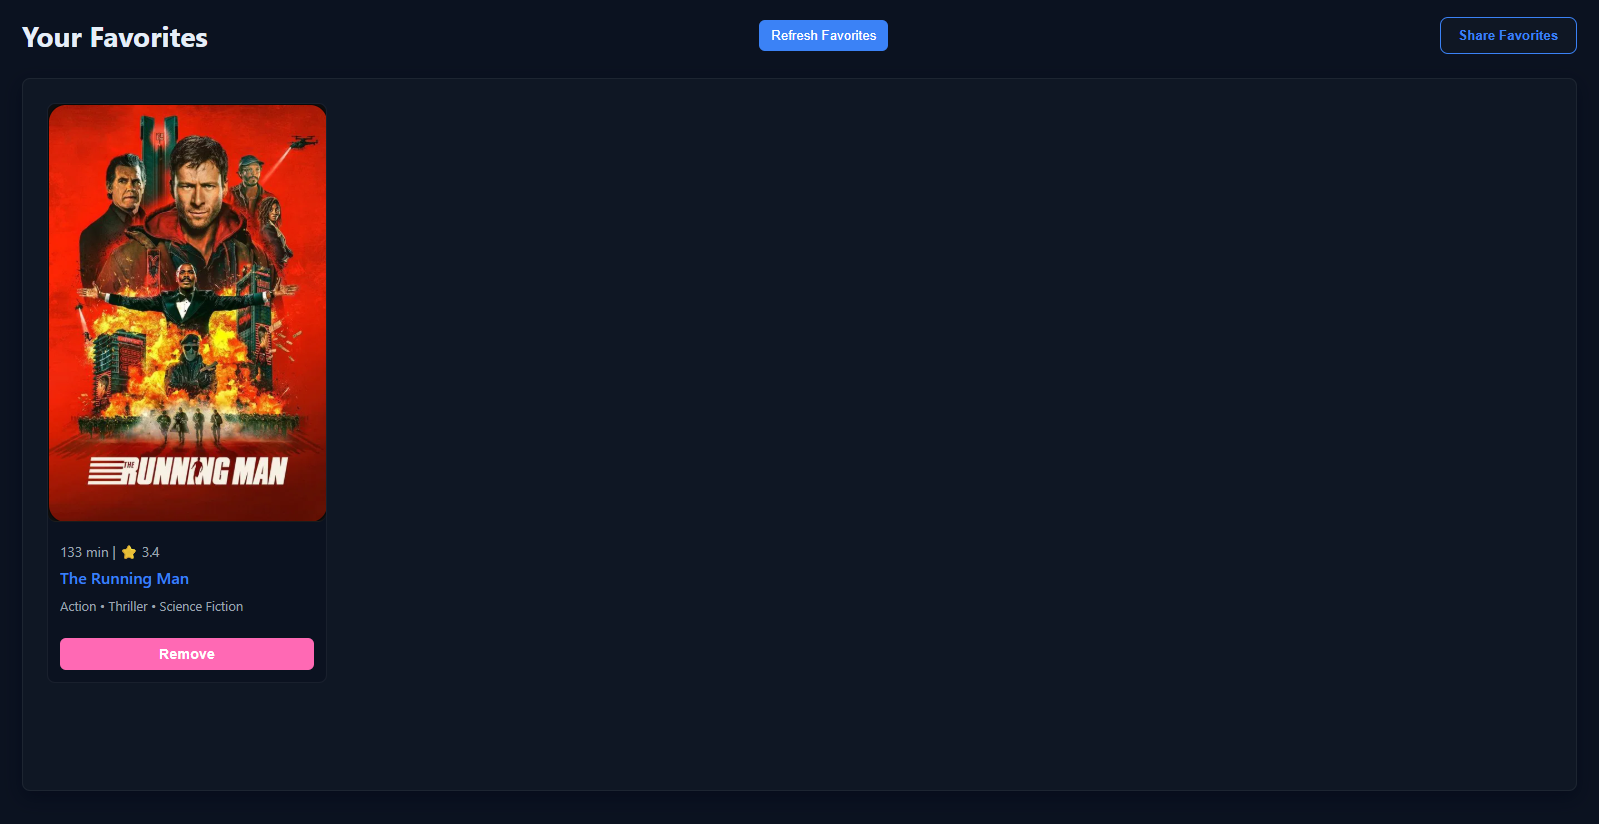 Your Favorites
Refresh Favorites
Share Favorites
THE RUNNING MAN
133 min | ⭐ 3.4
The Running Man
Action • Thriller • Science Fiction
Remove